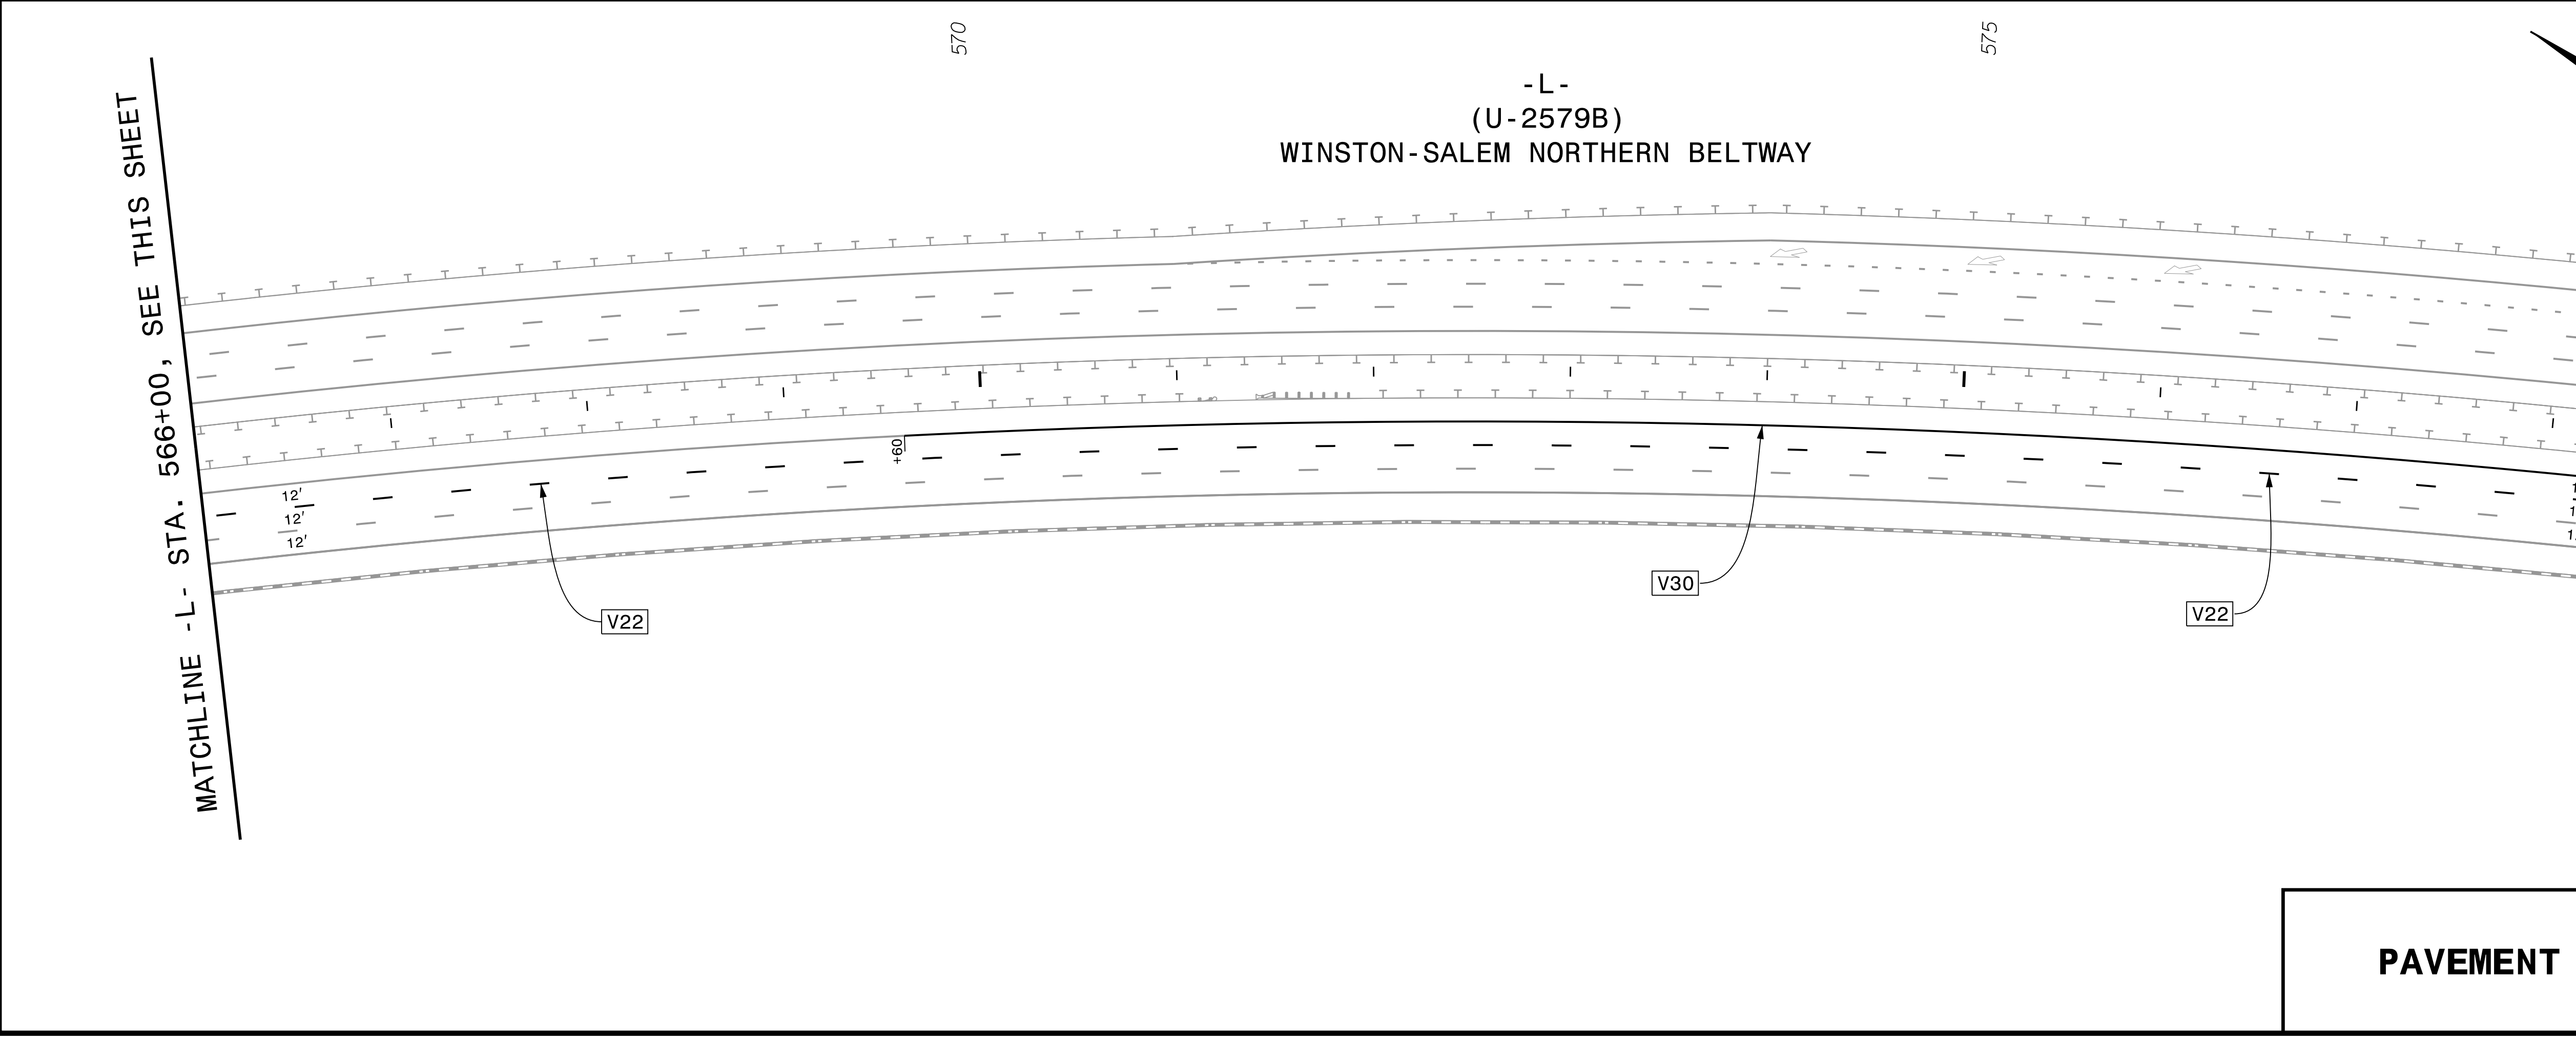 570
575
-L-
(U-2579B)
WINSTON-SALEM NORTHERN BELTWAY
MATCHLINE -L- STA. 566+00, SEE THIS SHEET
+60
12'
12'
12'
V22
V30
V22
PAVEMENT